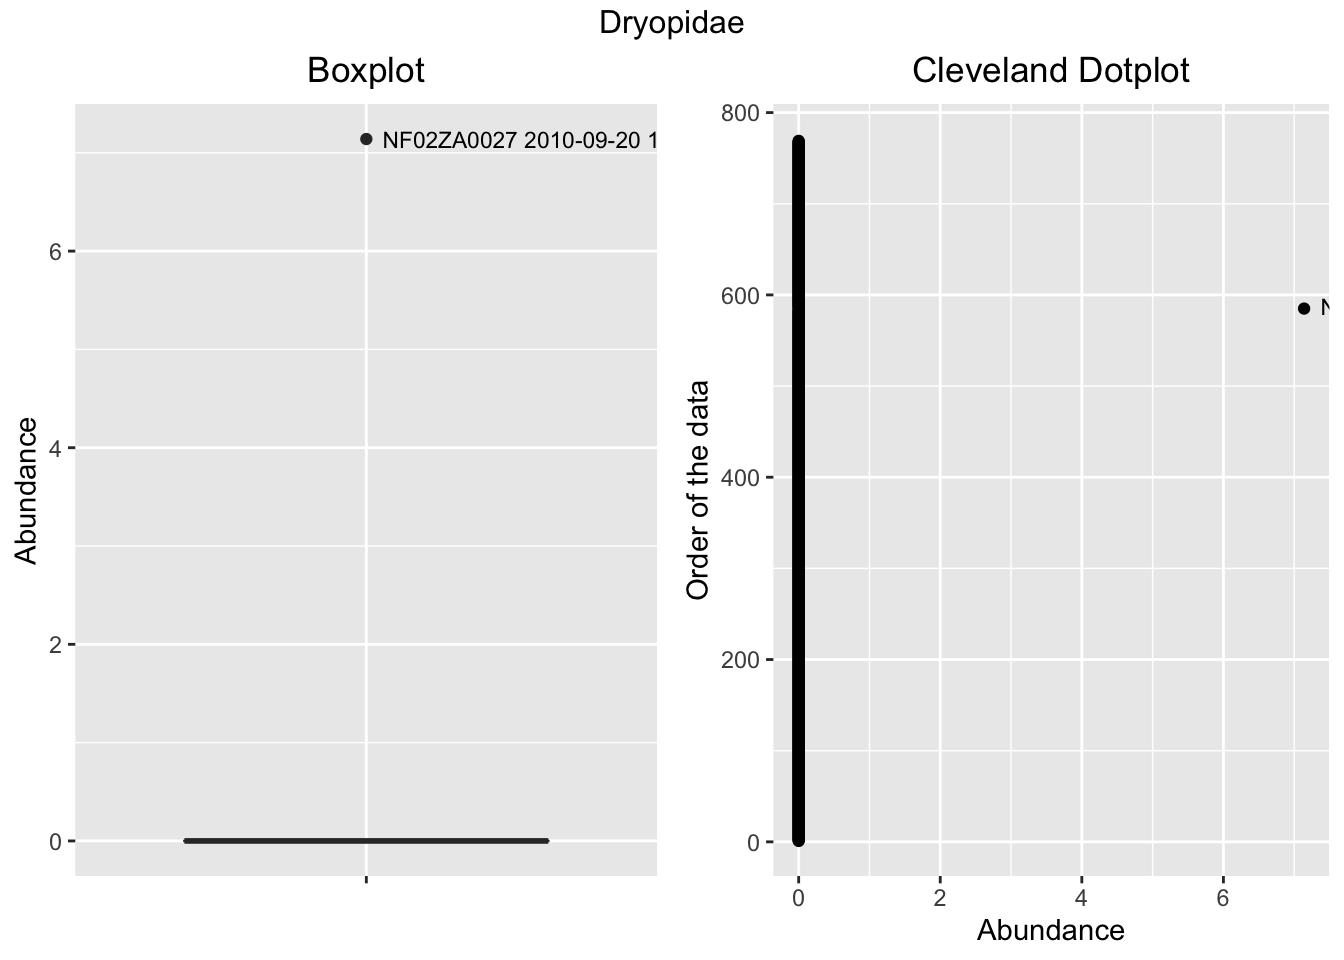 Dryopidae
Boxplot
Abundance
6
4
2
0
NF02ZA0027 2010-09-20 1
Cleveland Dotplot
Order of the data
800
600
400
200
0
N
0 2 4 6
Abundance